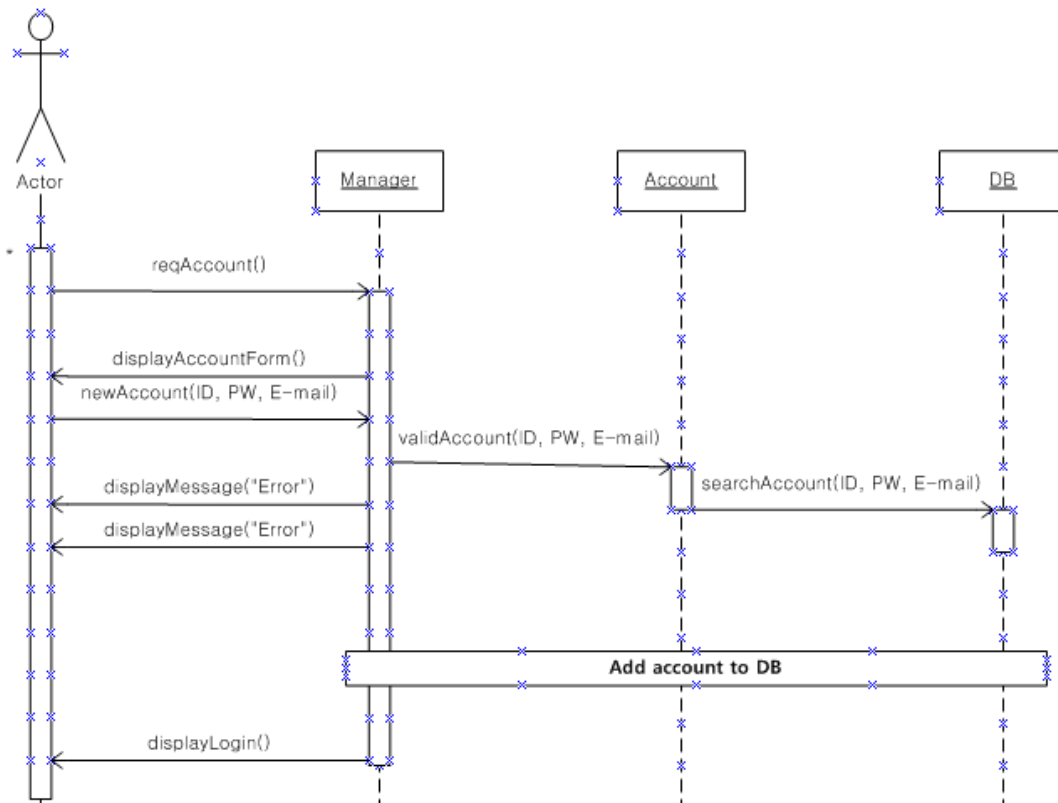 Actor
Manager
Account
DB
*
reqAccount()
displayAccountForm()
newAccount(ID, PW, E-mail)
validAccount(ID, PW, E-mail)
searchAccount(ID, PW, E-mail)
displayMessage("Error")
displayMessage("Error")
Add account to DB
displayLogin()